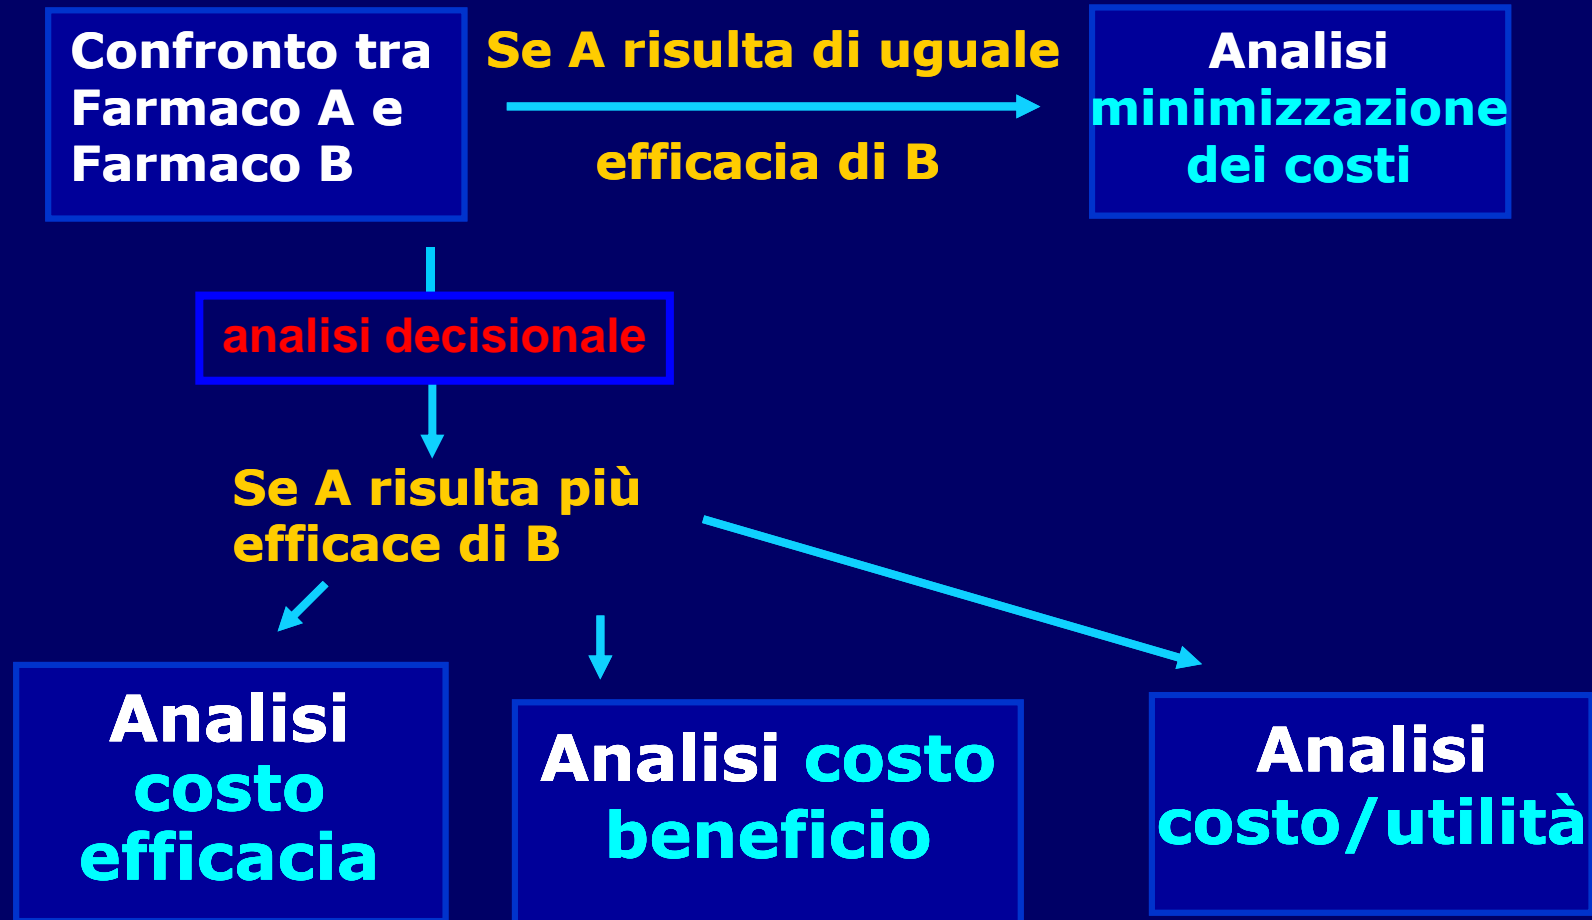 Confronto tra
Farmaco A e
Farmaco B
Se A risulta di uguale
efficacia di B
Analisi
minimizzazione
dei costi
analisi decisionale
Se A risulta più
efficace di B
Analisi
costo
efficacia
Analisi costo
beneficio
Analisi
costo/utilità